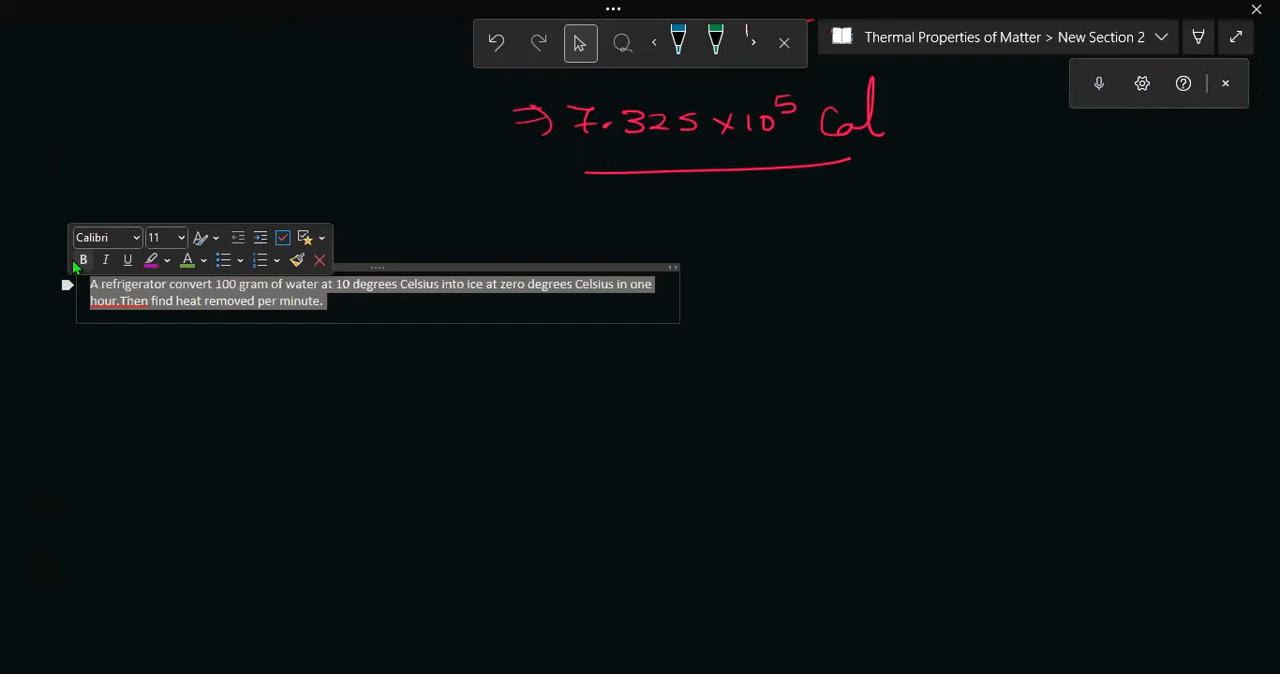 Thermal Properties of Matter > New Section 2
⇒ 7.325 × 10⁵ Cal
Calibri 11
B I U A
A refrigerator convert 100 gram of water at 10 degrees Celsius into ice at zero degrees Celsius in one
hour.Then find heat removed per minute.